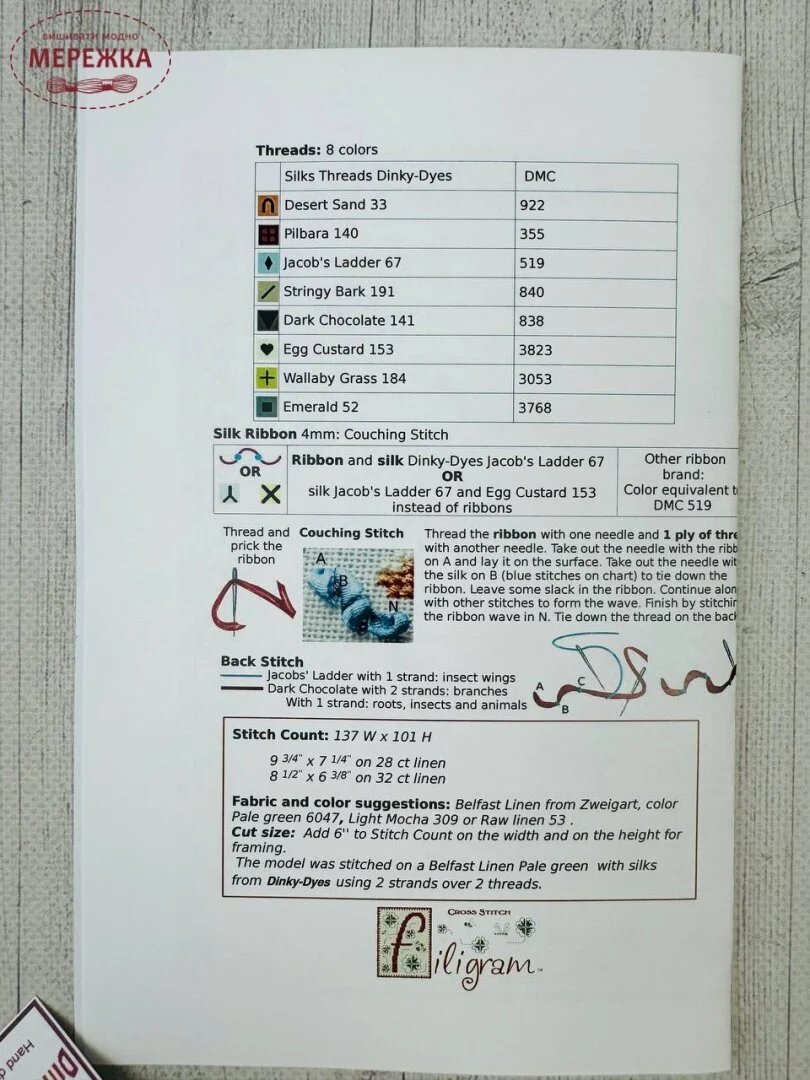 вишивати модно
МЕРЕЖКА
Threads: 8 colors
Silks Threads Dinky-Dyes DMC
Desert Sand 33 922
Pilbara 140 355
Jacob's Ladder 67 519
Stringy Bark 191 840
Dark Chocolate 141 838
Egg Custard 153 3823
Wallaby Grass 184 3053
Emerald 52 3768
Silk Ribbon 4mm: Couching Stitch
OR
Ribbon and silk Dinky-Dyes Jacob's Ladder 67
OR
silk Jacob's Ladder 67 and Egg Custard 153
instead of ribbons
Other ribbon
brand:
Color equivalent t
DMC 519
Thread and
prick the
ribbon
Couching Stitch
A
B
N
Thread the ribbon with one needle and 1 ply of thre
with another needle. Take out the needle with the ribb
on A and lay it on the surface. Take out the needle wit
the silk on B (blue stitches on chart) to tie down the
ribbon. Leave some slack in the ribbon. Continue alon
with other stitches to form the wave. Finish by stitchin
the ribbon wave in N. Tie down the thread on the back
Back Stitch
Jacobs' Ladder with 1 strand: insect wings
Dark Chocolate with 2 strands: branches
With 1 strand: roots, insects and animals
A
B
C
Stitch Count: 137 W x 101 H
9 3/4" x 7 1/4" on 28 ct linen
8 1/2" x 6 3/8" on 32 ct linen
Fabric and color suggestions: Belfast Linen from Zweigart, color
Pale green 6047, Light Mocha 309 or Raw linen 53 .
Cut size: Add 6'' to Stitch Count on the width and on the height for
framing.
The model was stitched on a Belfast Linen Pale green with silks
from Dinky-Dyes using 2 strands over 2 threads.
Cross Stitch
filigram
Hand d